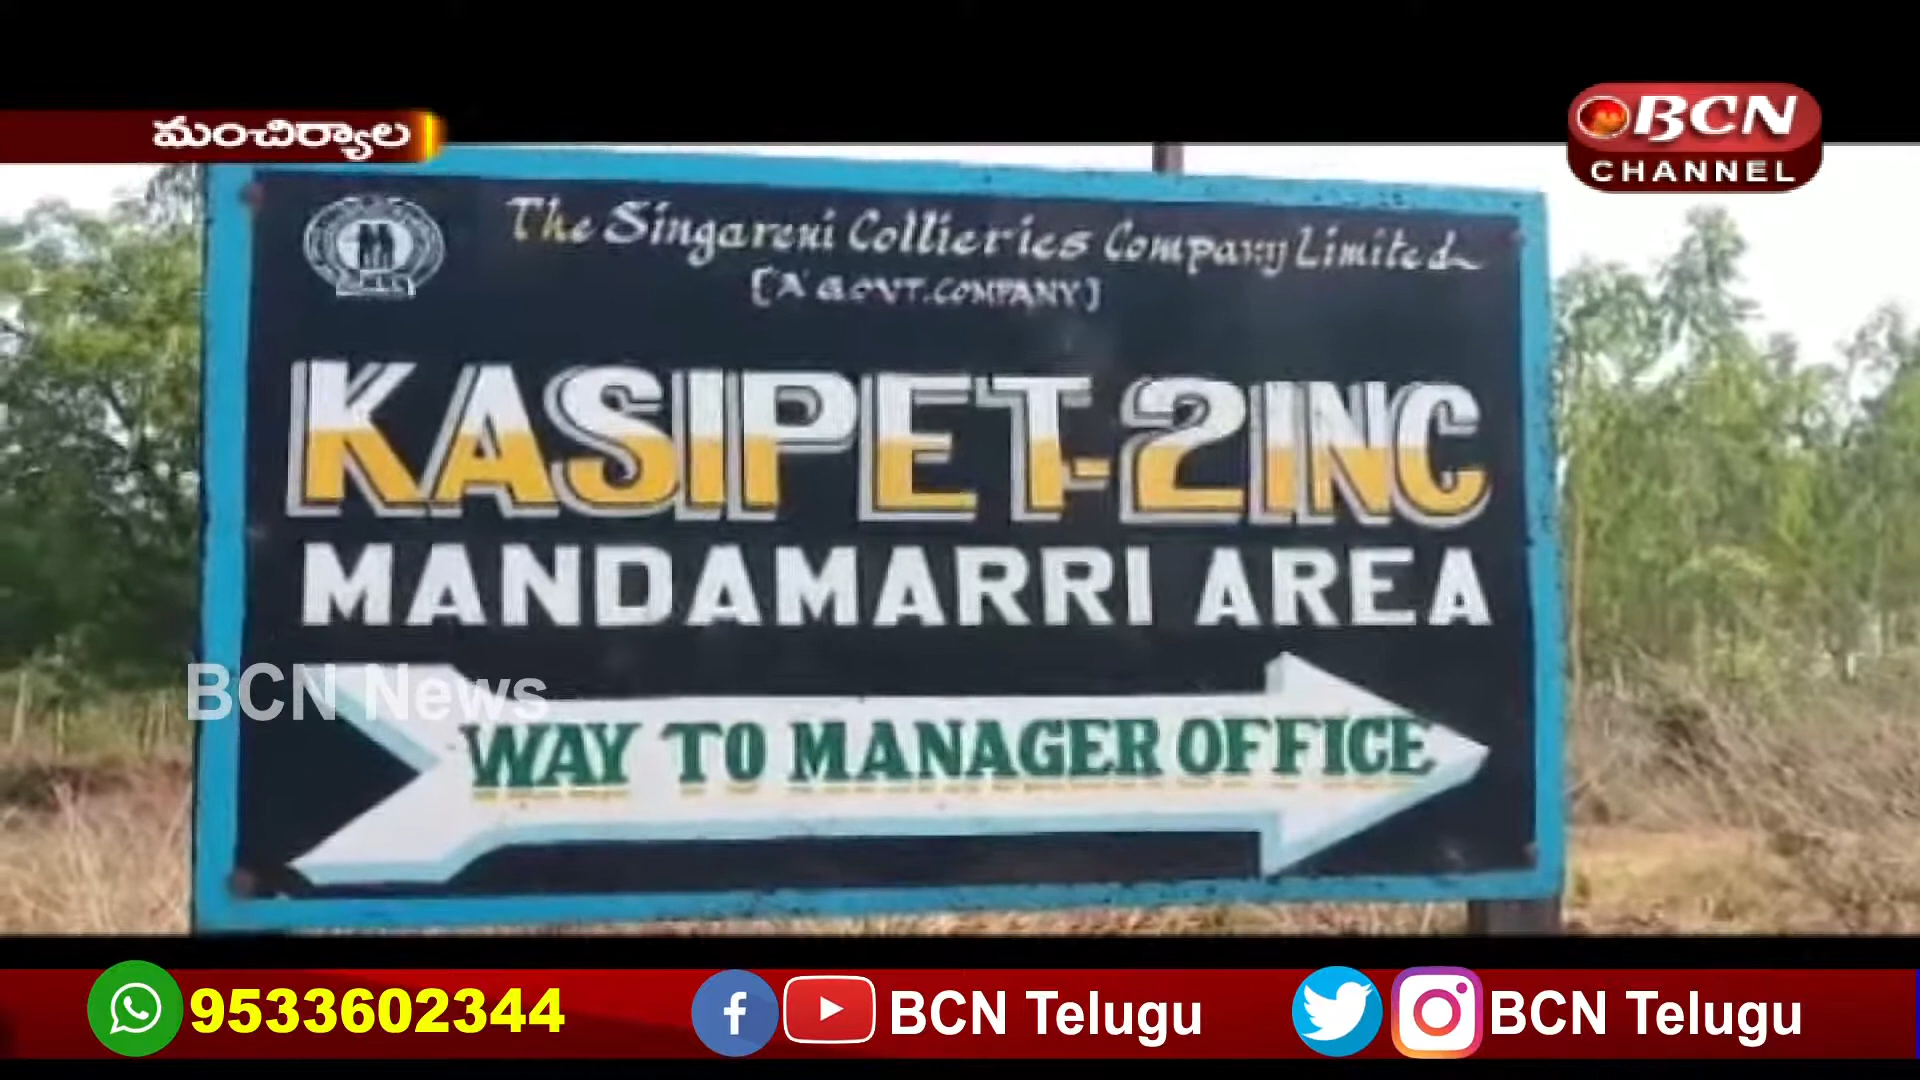 మంచిర్యాల
BCN
CHANNEL
The Singareni Collieries Company Limited
[A GOVT. COMPANY]
KASIPET-2INC
MANDAMARRI AREA
BCN News
WAY TO MANAGER OFFICE
9533602344
BCN Telugu
BCN Telugu